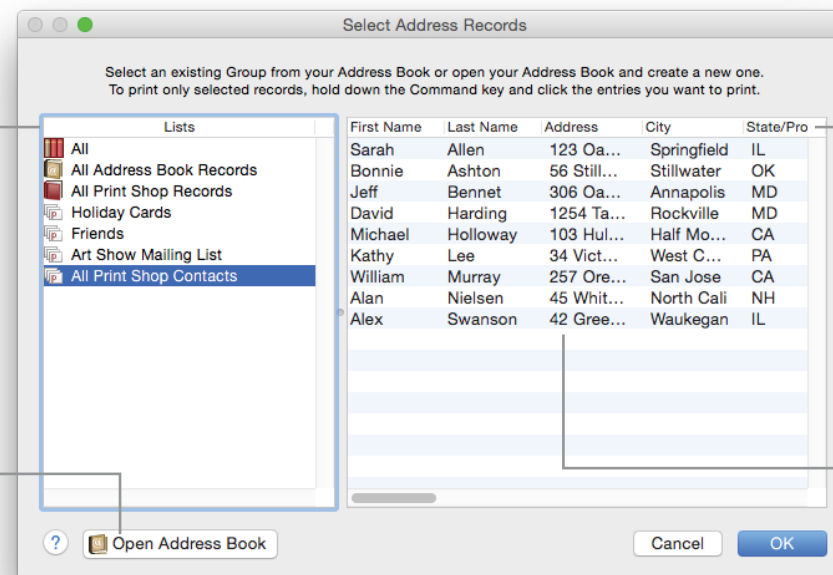 Select Address Records
Select an existing Group from your Address Book or open your Address Book and create a new one.
To print only selected records, hold down the Command key and click the entries you want to print.
Lists
All
All Address Book Records
All Print Shop Records
Holiday Cards
Friends
Art Show Mailing List
All Print Shop Contacts
First Name Last Name Address City State/Pro
Sarah Allen 123 Oa... Springfield IL
Bonnie Ashton 56 Still... Stillwater OK
Jeff Bennet 306 Oa... Annapolis MD
David Harding 1254 Ta... Rockville MD
Michael Holloway 103 Hul... Half Mo... CA
Kathy Lee 34 Vict... West C... PA
William Murray 257 Ore... San Jose CA
Alan Nielsen 45 Whit... North Cali NH
Alex Swanson 42 Gree... Waukegan IL
? Open Address Book Cancel OK